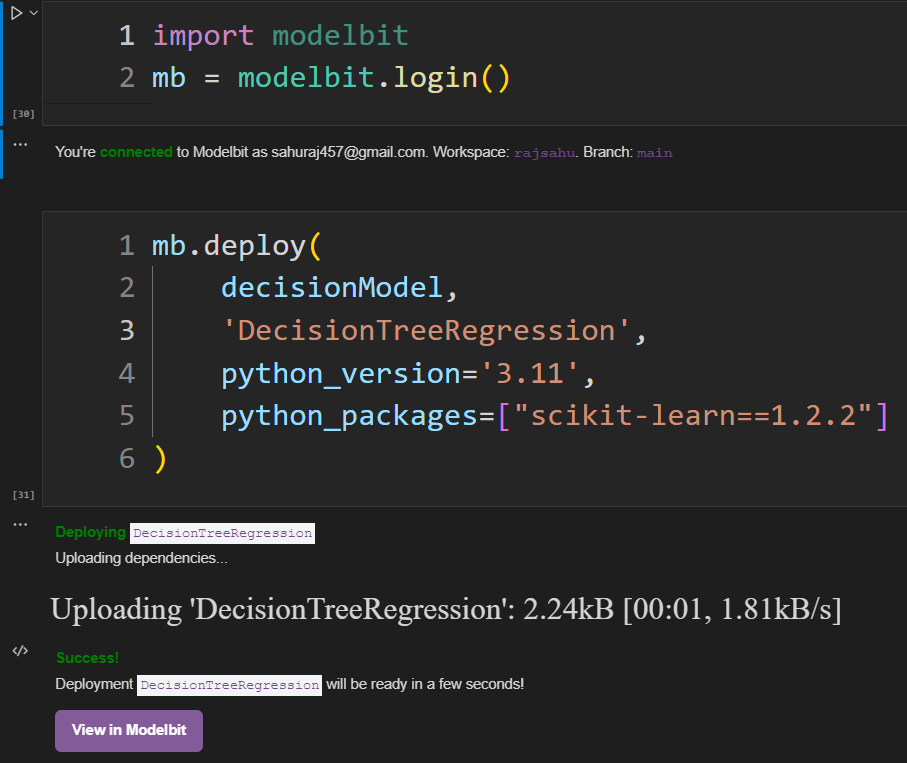 1 import modelbit
2 mb = modelbit.login()
[30]
You're connected to Modelbit as sahuraj457@gmail.com. Workspace: rajsahu. Branch: main
1 mb.deploy(
2     decisionModel,
3     'DecisionTreeRegression',
4     python_version='3.11',
5     python_packages=["scikit-learn==1.2.2"]
6 )
[31]
Deploying DecisionTreeRegression
Uploading dependencies...
Uploading 'DecisionTreeRegression': 2.24kB [00:01, 1.81kB/s]
Success!
Deployment DecisionTreeRegression will be ready in a few seconds!
View in Modelbit